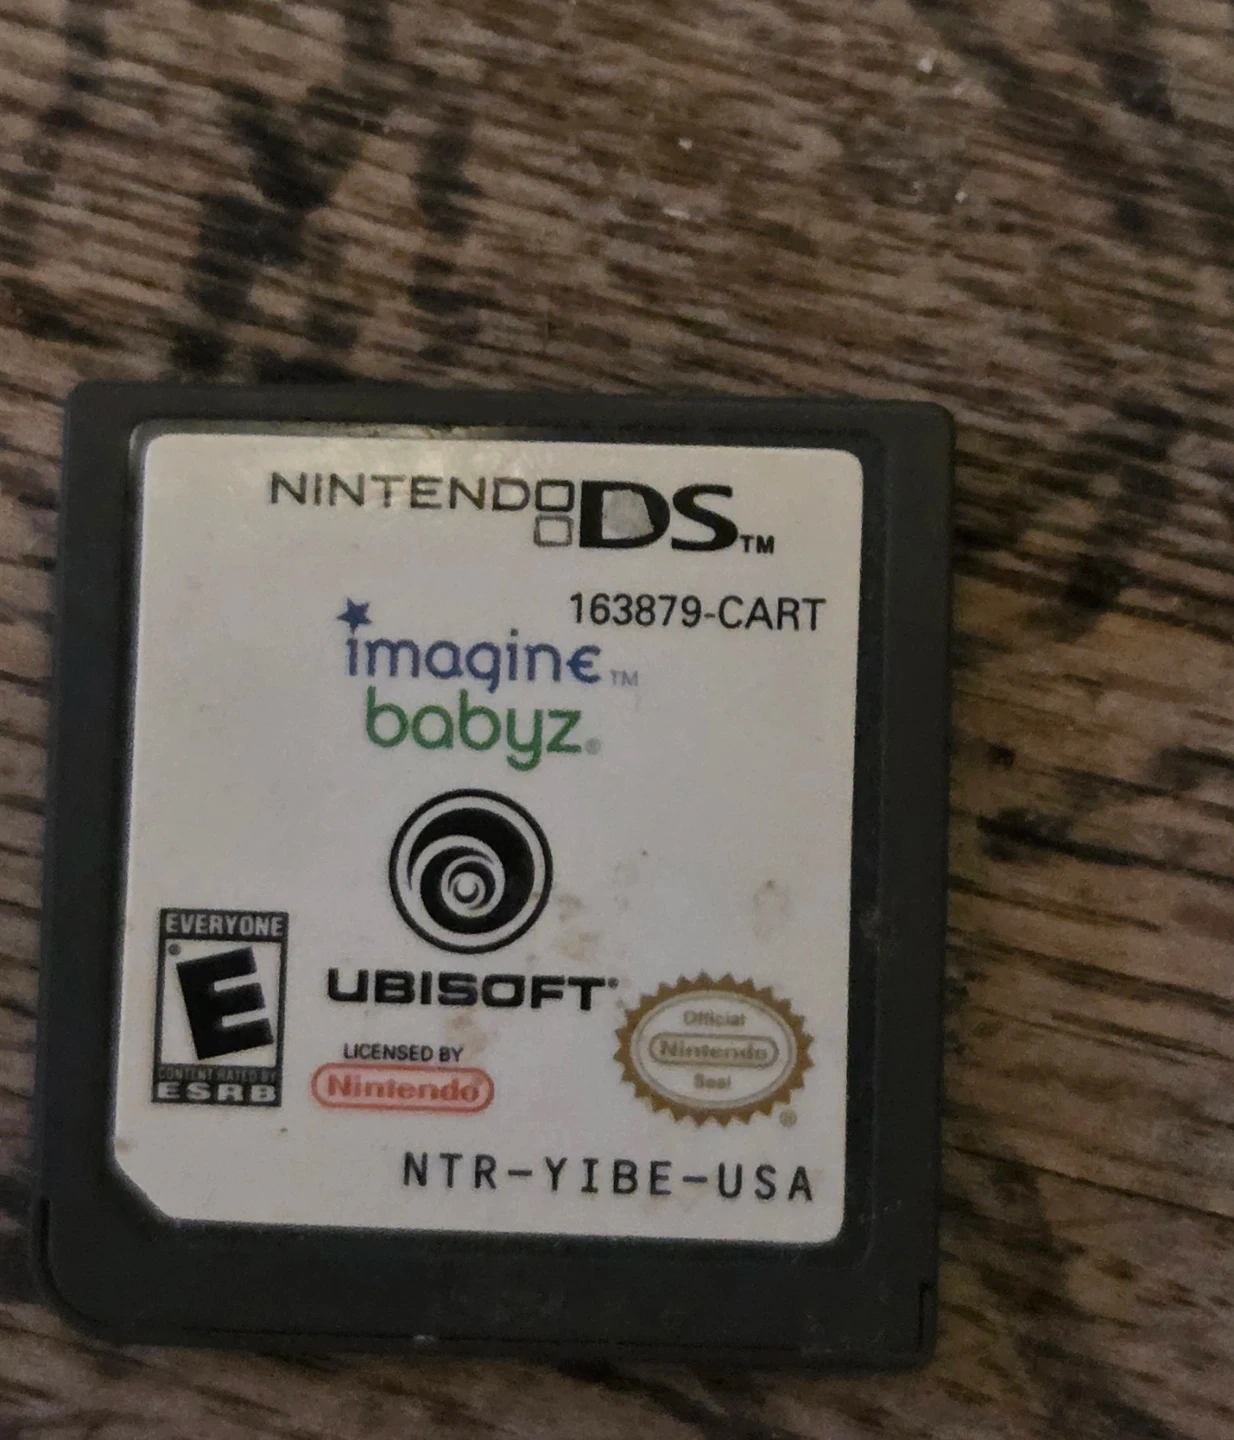 NINTENDO DS™
163879-CART
imagine™
babyz®
EVERYONE
E
CONTENT RATED BY
ESRB
UBISOFT®
LICENSED BY
Nintendo®
Official
Nintendo
Seal
®
NTR-YIBE-USA